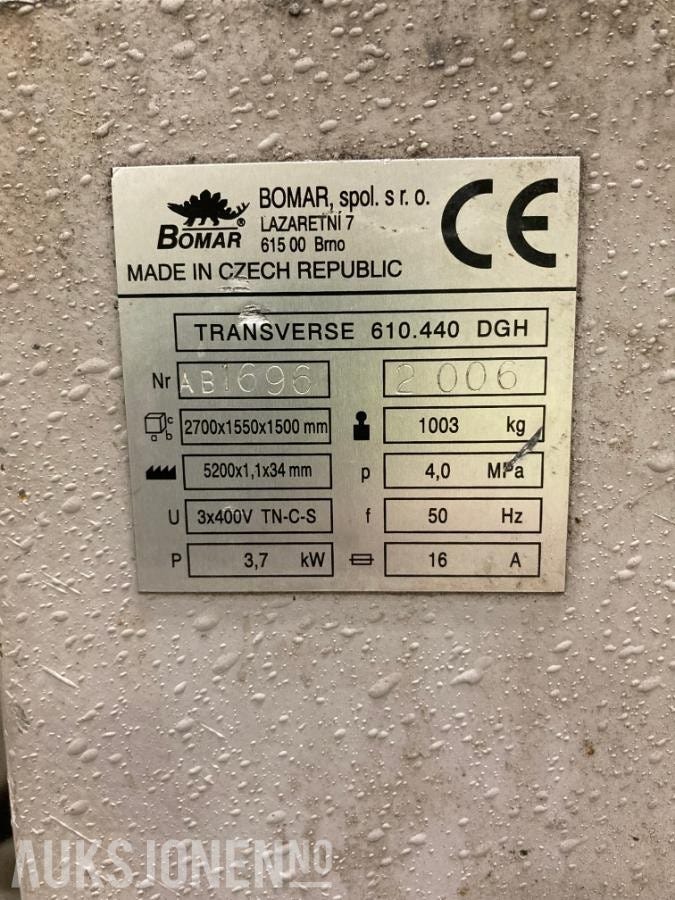 BOMAR®
BOMAR, spol. s r. o.
LAZARETNÍ 7
615 00 Brno
CE
MADE IN CZECH REPUBLIC
TRANSVERSE 610.440 DGH
Nr AB1696 2006
c b 2700x1550x1500 mm 1003 kg
5200x1,1x34 mm p 4,0 MPa
U 3x400V TN-C-S f 50 Hz
P 3,7 kW 16 A
AUKSJONEN.NO